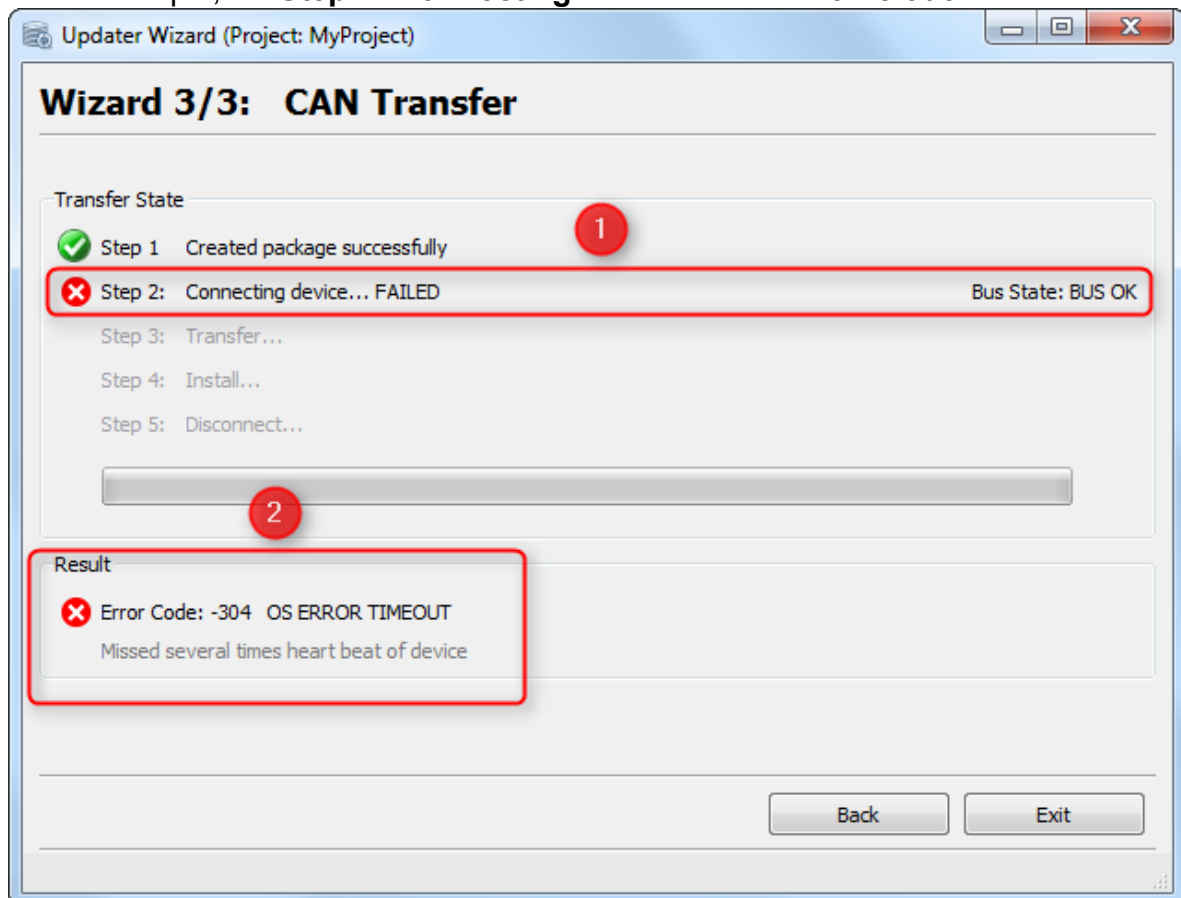 Updater Wizard (Project: MyProject)
Wizard 3/3: CAN Transfer
Transfer State
1
Step 1 Created package successfully
Step 2: Connecting device... FAILED Bus State: BUS OK
Step 3: Transfer...
Step 4: Install...
Step 5: Disconnect...
2
Result
Error Code: -304 OS ERROR TIMEOUT
Missed several times heart beat of device
Back Exit